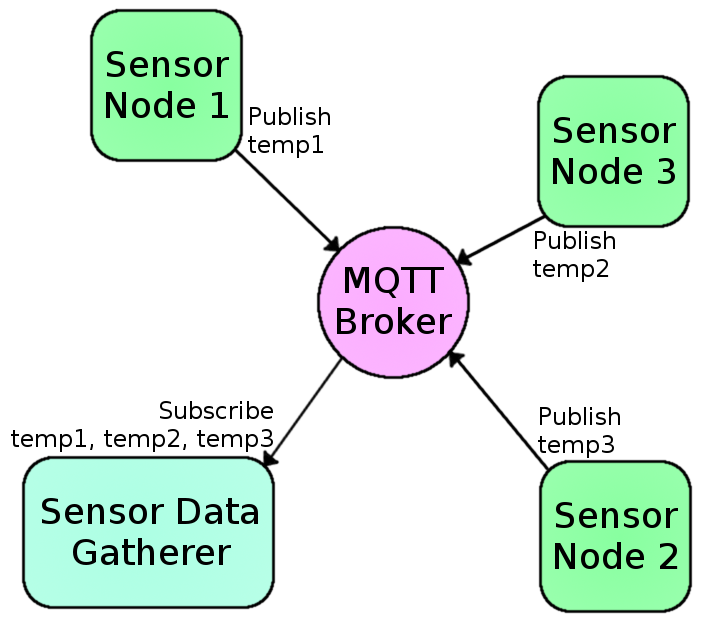 Sensor
Node 1
Publish
temp1
Sensor
Node 3
Publish
temp2
MQTT
Broker
Subscribe
temp1, temp2, temp3
Sensor Data
Gatherer
Publish
temp3
Sensor
Node 2